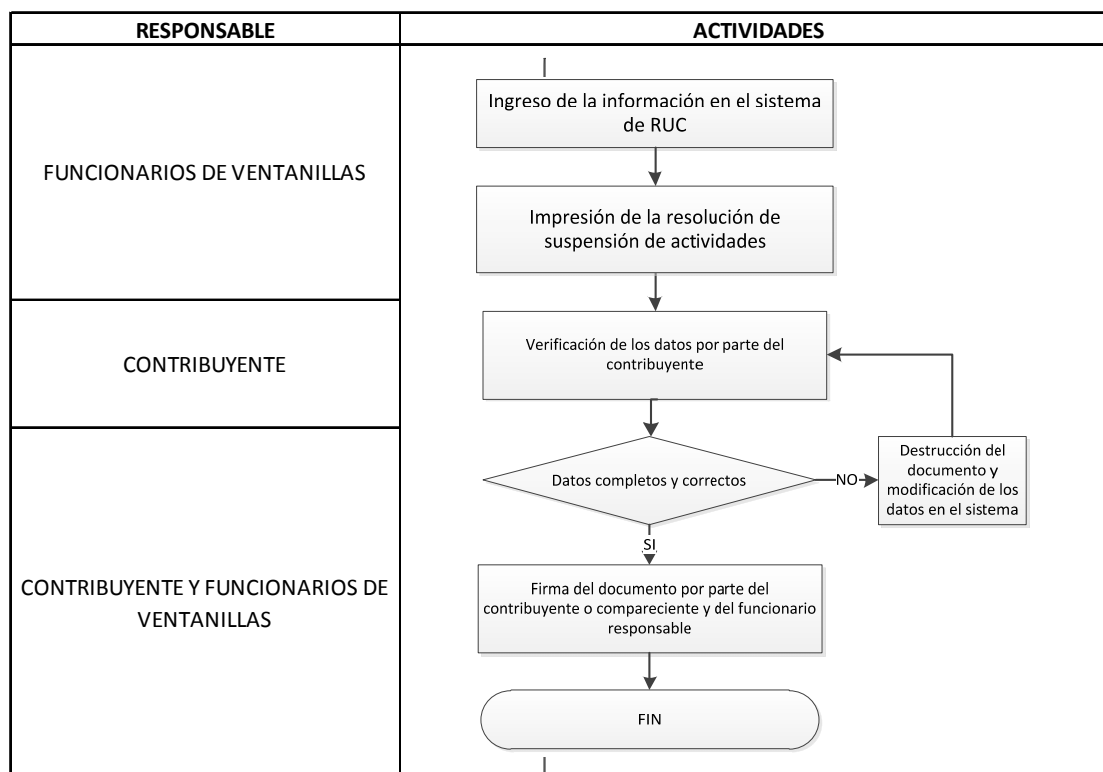 RESPONSABLE
ACTIVIDADES
FUNCIONARIOS DE VENTANILLAS
Ingreso de la información en el sistema
de RUC
Impresión de la resolución de
suspensión de actividades
CONTRIBUYENTE
Verificación de los datos por parte del
contribuyente
CONTRIBUYENTE Y FUNCIONARIOS DE
VENTANILLAS
Datos completos y correctos
NO
Destrucción del
documento y
modificación de los
datos en el sistema
SI
Firma del documento por parte del
contribuyente o compareciente y del funcionario
responsable
FIN